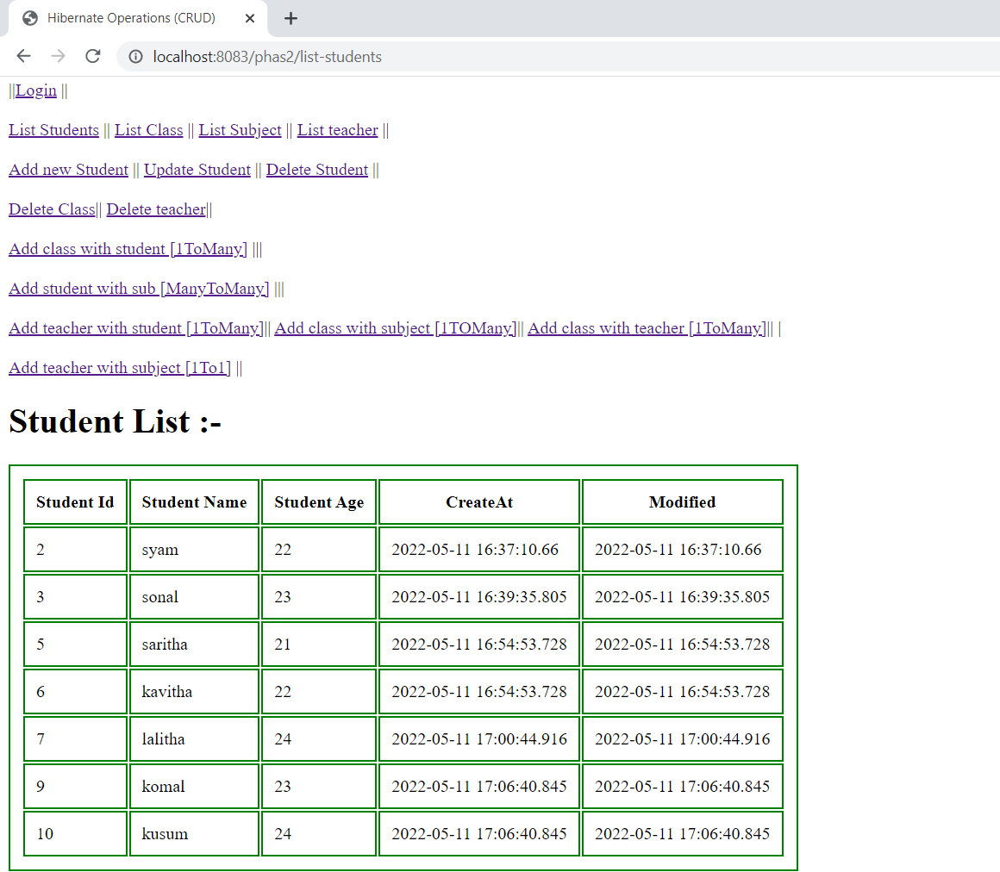 Hibernate Operations (CRUD)
localhost:8083/phas2/list-students
||Login ||
List Students || List Class || List Subject || List teacher ||
Add new Student || Update Student || Delete Student ||
Delete Class|| Delete teacher||
Add class with student [1ToMany] |||
Add student with sub [ManyToMany] |||
Add teacher with student [1ToMany]|| Add class with subject [1TOMany]|| Add class with teacher [1ToMany]|| |
Add teacher with subject [1To1] ||
Student List :-
Student Id Student Name Student Age CreateAt Modified
2 syam 22 2022-05-11 16:37:10.66 2022-05-11 16:37:10.66
3 sonal 23 2022-05-11 16:39:35.805 2022-05-11 16:39:35.805
5 saritha 21 2022-05-11 16:54:53.728 2022-05-11 16:54:53.728
6 kavitha 22 2022-05-11 16:54:53.728 2022-05-11 16:54:53.728
7 lalitha 24 2022-05-11 17:00:44.916 2022-05-11 17:00:44.916
9 komal 23 2022-05-11 17:06:40.845 2022-05-11 17:06:40.845
10 kusum 24 2022-05-11 17:06:40.845 2022-05-11 17:06:40.845